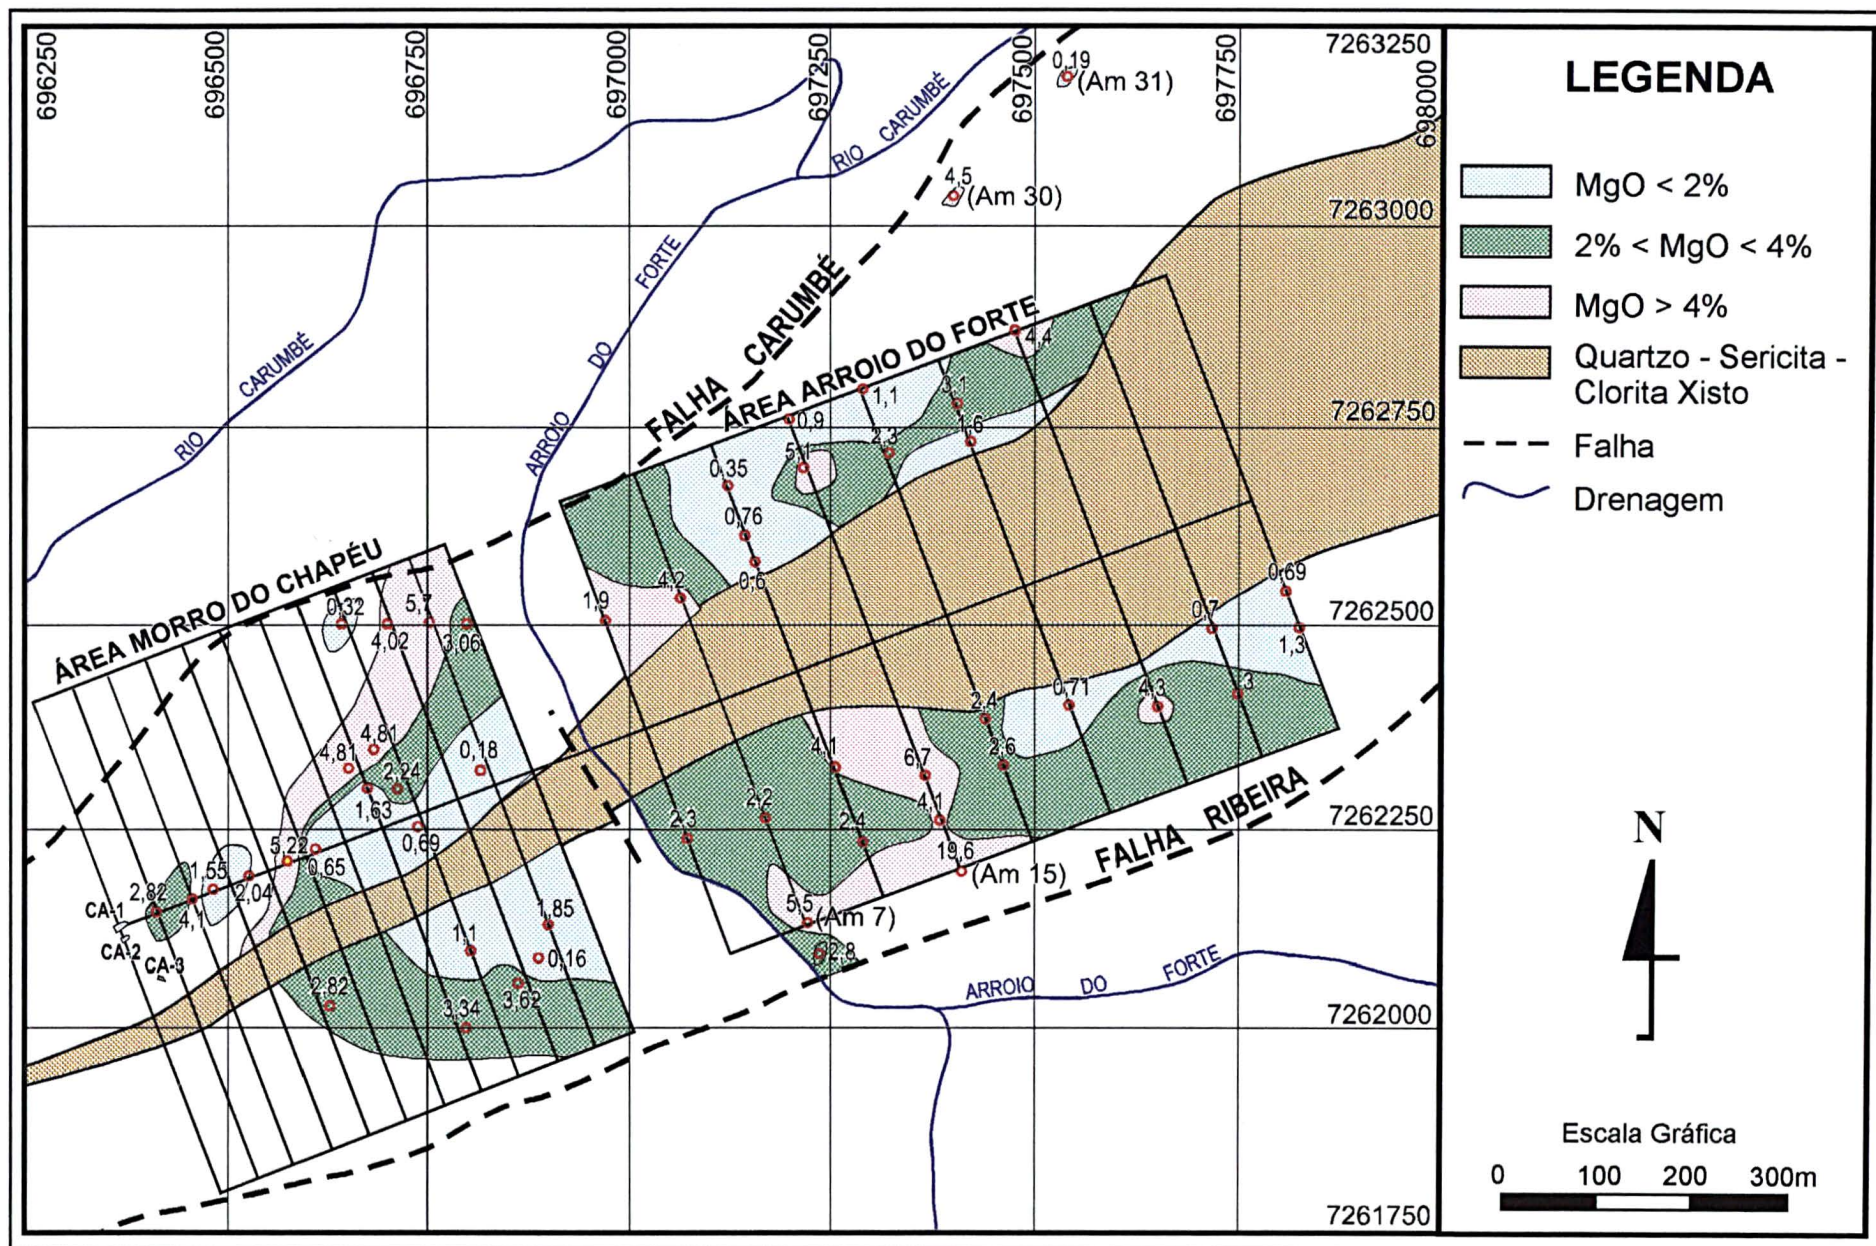 696250
696500
696750
697000
697250
697500
697750
698000
7263250
7263000
7262750
7262500
7262250
7262000
7261750
0,19
(Am 31)
4,5
(Am 30)
RIO CARUMBÉ
RIO CARUMBÉ
ARROIO DO FORTE
FALHA CARUMBÉ
ÁREA ARROIO DO FORTE
4,4
1,1
3,1
0,9
1,6
2,3
5,1
0,35
0,76
0,6
4,2
1,9
0,69
0,7
1,3
ÁREA MORRO DO CHAPÉU
0,32
5,7
4,02
3,06
4,81
4,81
0,18
2,24
1,63
0,69
5,22
0,65
1,55
2,04
2,82
4,1
CA-1
CA-2
CA-3
2,4
0,71
4,3
3
2,6
4,1
6,7
4,1
2,2
2,3
2,4
19,6
(Am 15)
FALHA RIBEIRA
5,5
(Am 7)
2,8
1,85
1,1
0,16
3,62
2,82
3,34
ARROIO DO FORTE
LEGENDA
MgO < 2%
2% < MgO < 4%
MgO > 4%
Quartzo - Sericita -
Clorita Xisto
Falha
Drenagem
N
Escala Gráfica
0 100 200 300m